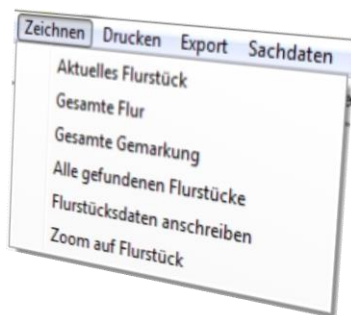 Zeichnen Drucken Export Sachdaten
Aktuelles Flurstück
Gesamte Flur
Gesamte Gemarkung
Alle gefundenen Flurstücke
Flurstücksdaten anschreiben
Zoom auf Flurstück